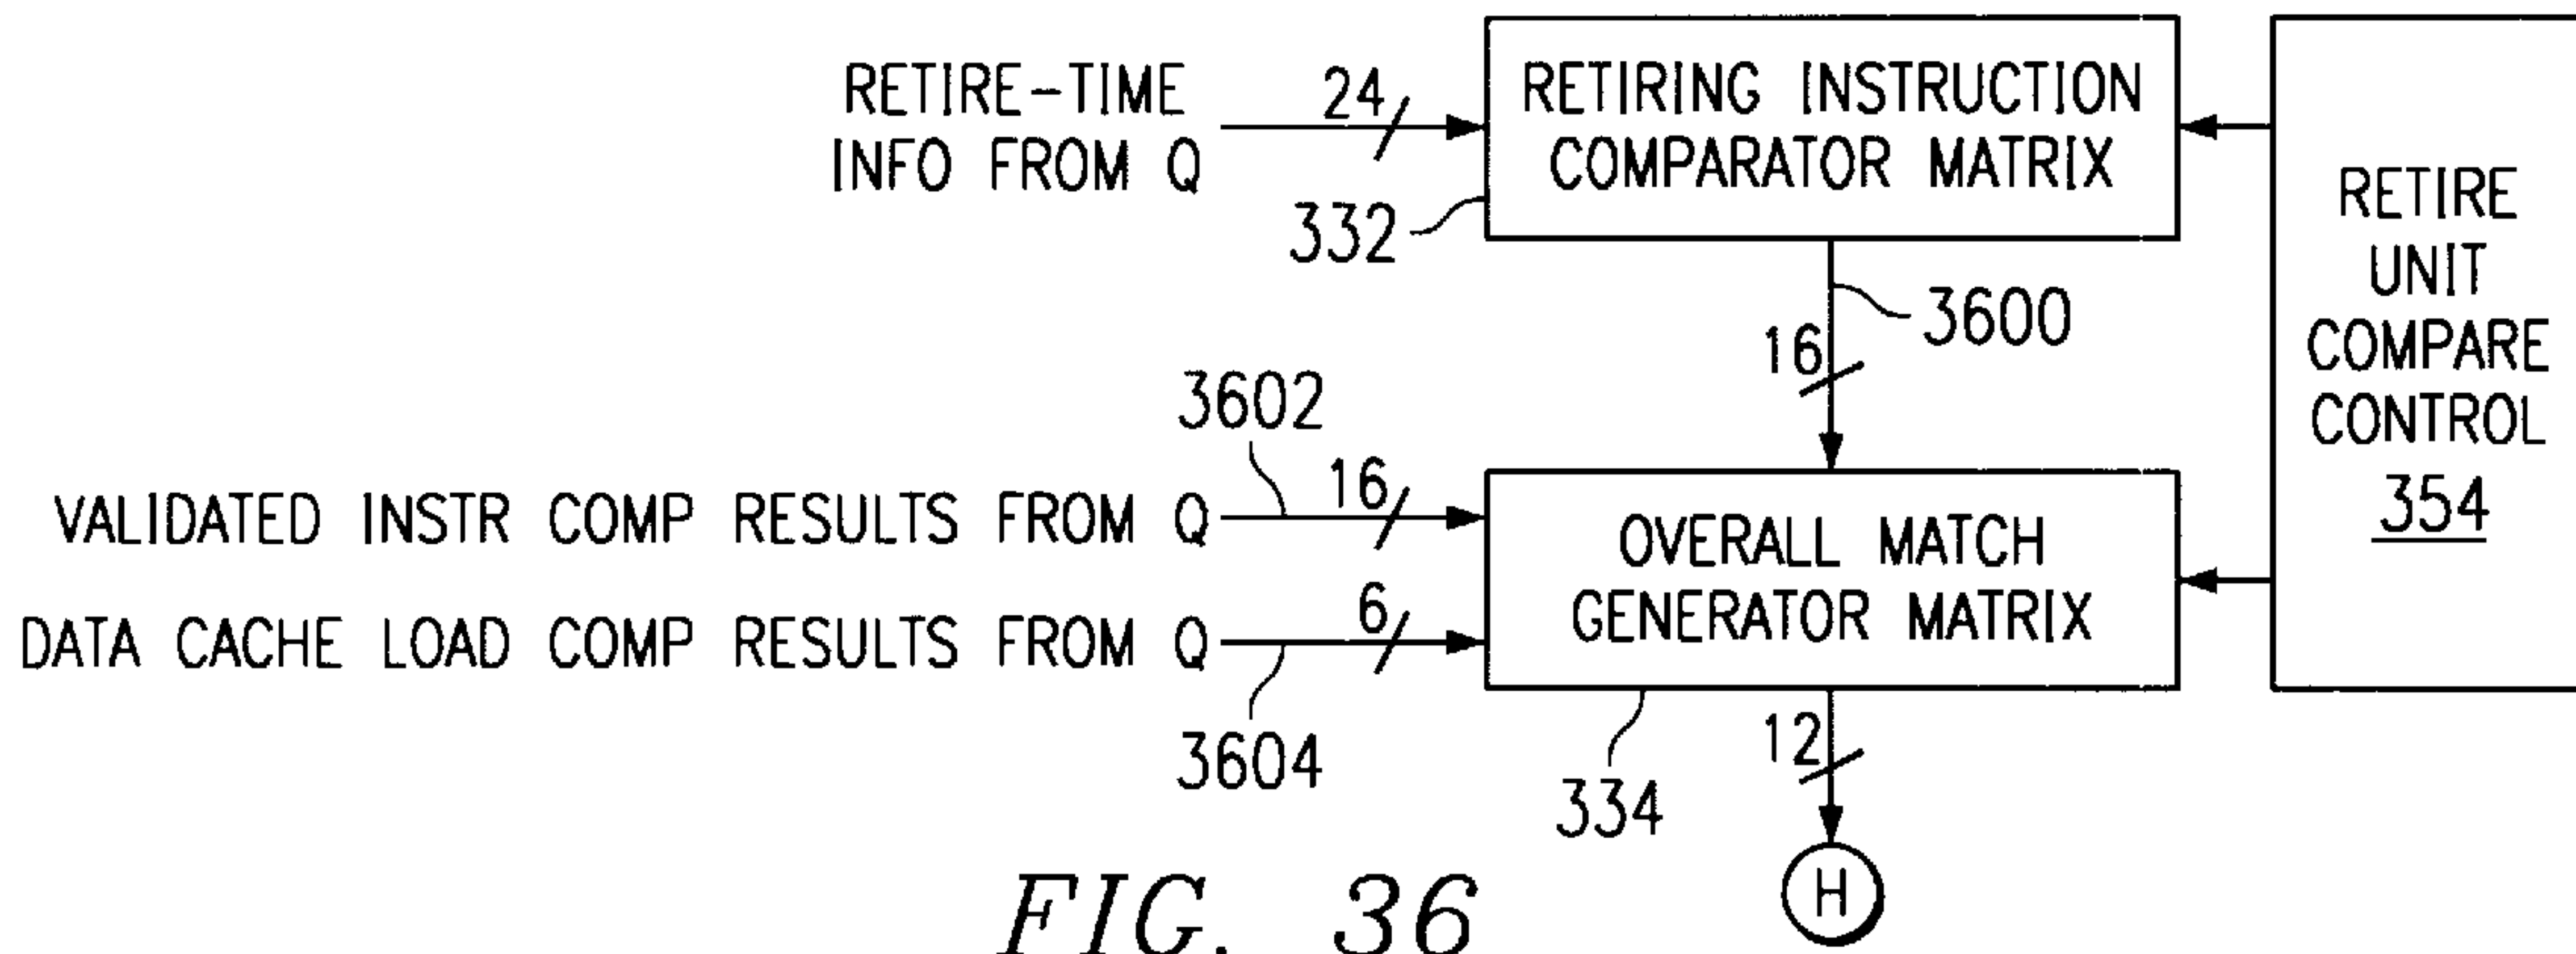 RETIRE-TIME
INFO FROM Q
24
RETIRING INSTRUCTION
COMPARATOR MATRIX
332
3600
16
RETIRE
UNIT
COMPARE
CONTROL
354
3602
VALIDATED INSTR COMP RESULTS FROM Q
16
DATA CACHE LOAD COMP RESULTS FROM Q
6
3604
OVERALL MATCH
GENERATOR MATRIX
334
12
H
FIG. 36